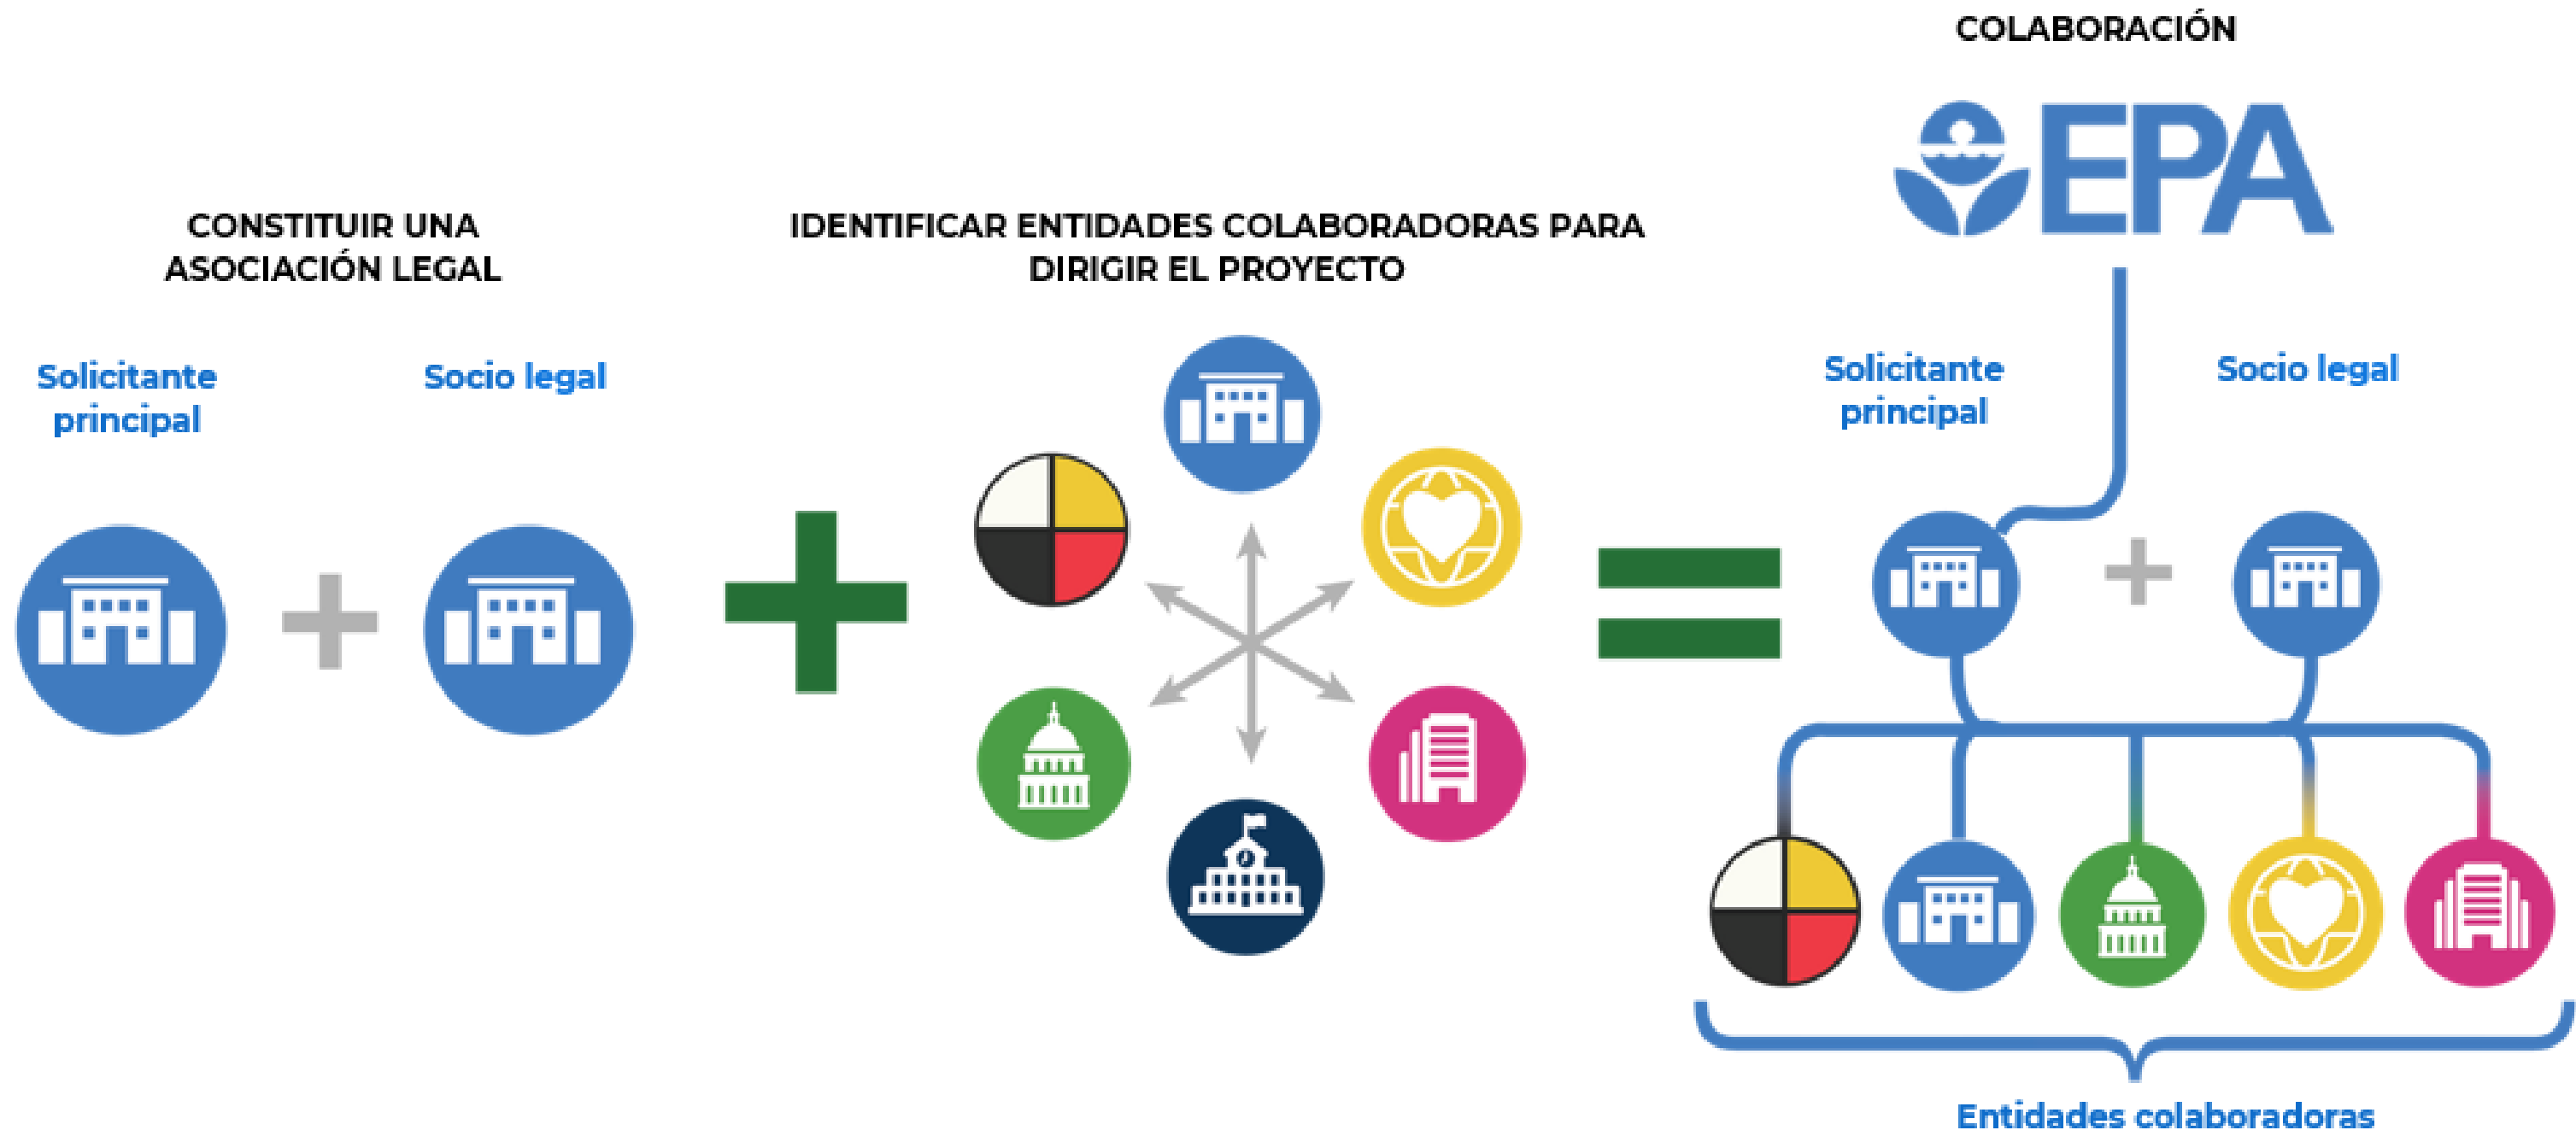 CONSTITUIR UNA
ASOCIACIÓN LEGAL
Solicitante
principal
Socio legal
IDENTIFICAR ENTIDADES COLABORADORAS PARA
DIRIGIR EL PROYECTO
COLABORACIÓN
EPA
Solicitante
principal
Socio legal
Entidades colaboradoras